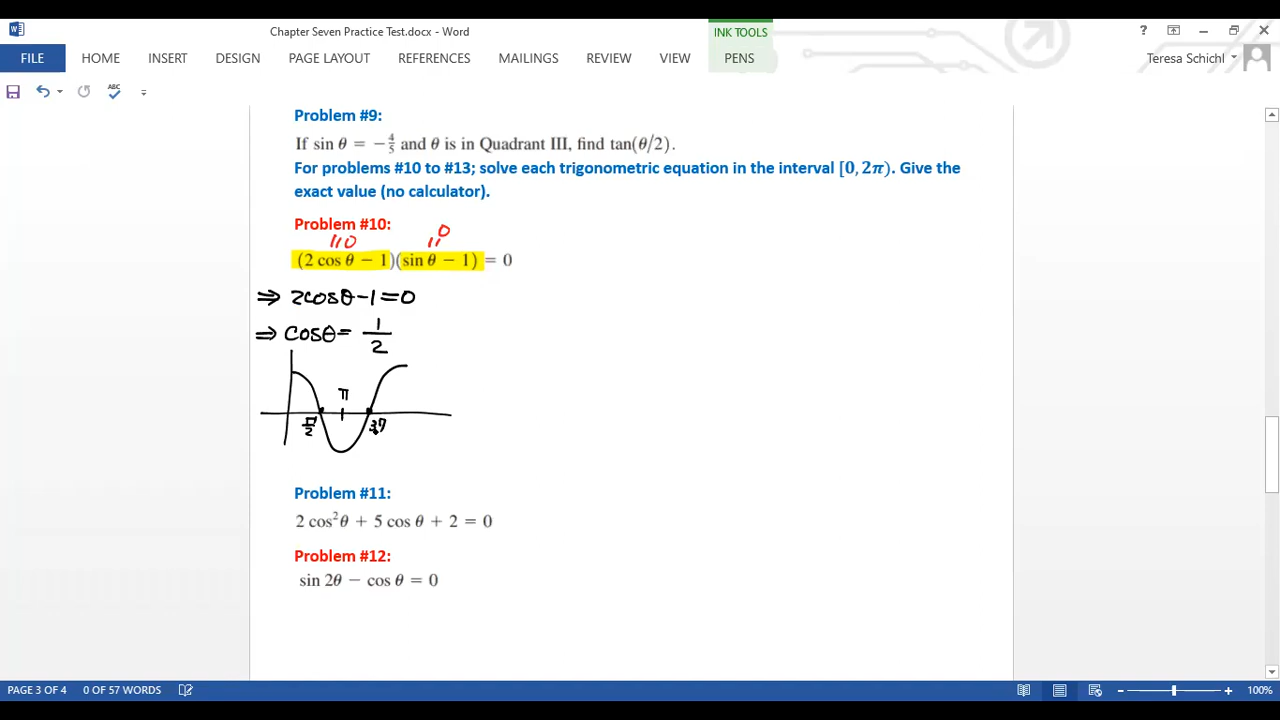 Chapter Seven Practice Test.docx - Word
INK TOOLS
?
FILE HOME INSERT DESIGN PAGE LAYOUT REFERENCES MAILINGS REVIEW VIEW PENS
Teresa Schichl
ABC
Problem #9:
If sin θ = −4/5 and θ is in Quadrant III, find tan(θ/2).
For problems #10 to #13; solve each trigonometric equation in the interval [0, 2π). Give the
exact value (no calculator).
Problem #10:
=0 =0
(2 cos θ − 1)(sin θ − 1) = 0
⇒ 2cosθ-1=0
⇒ cosθ= 1/2
π
π/2
Problem #11:
2 cos²θ + 5 cos θ + 2 = 0
Problem #12:
sin 2θ − cos θ = 0
PAGE 3 OF 4 0 OF 57 WORDS
100%